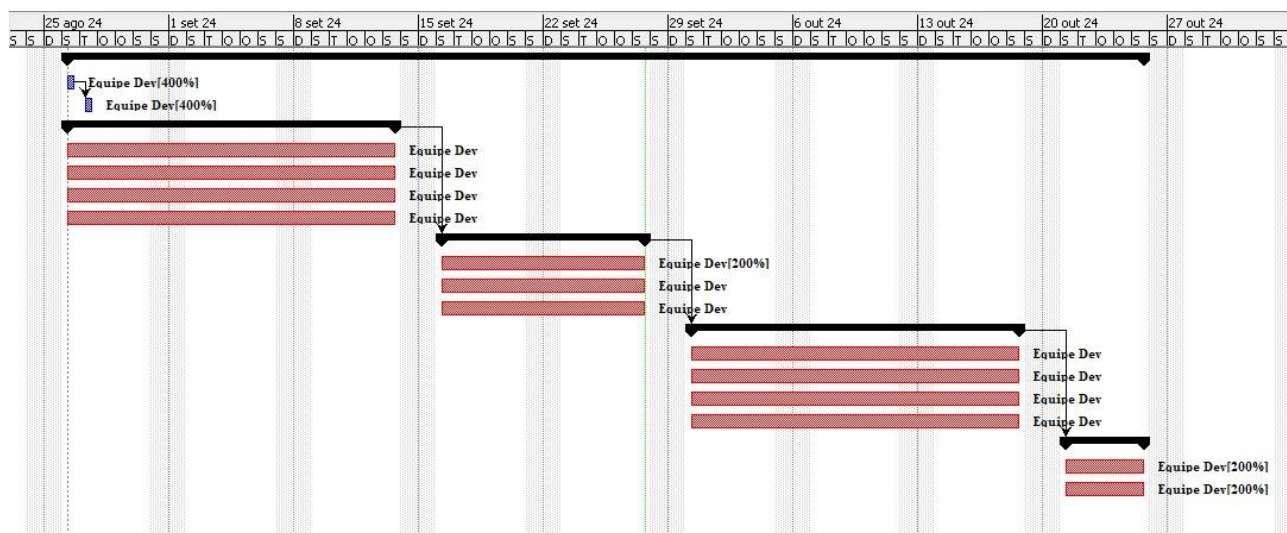 25 ago 24 1 set 24 8 set 24 15 set 24 22 set 24 29 set 24 6 out 24 13 out 24 20 out 24 27 out 24
S S D S T Q Q S S D S T Q Q S S D S T Q Q S S D S T Q Q S S D S T Q Q S S D S T Q Q S S D S T Q Q S S D S T Q Q S S D S T Q Q S S D S T Q Q S S
Equipe Dev[400%]
Equipe Dev[400%]
Equipe Dev
Equipe Dev
Equipe Dev
Equipe Dev
Equipe Dev[200%]
Equipe Dev
Equipe Dev
Equipe Dev
Equipe Dev
Equipe Dev
Equipe Dev
Equipe Dev[200%]
Equipe Dev[200%]